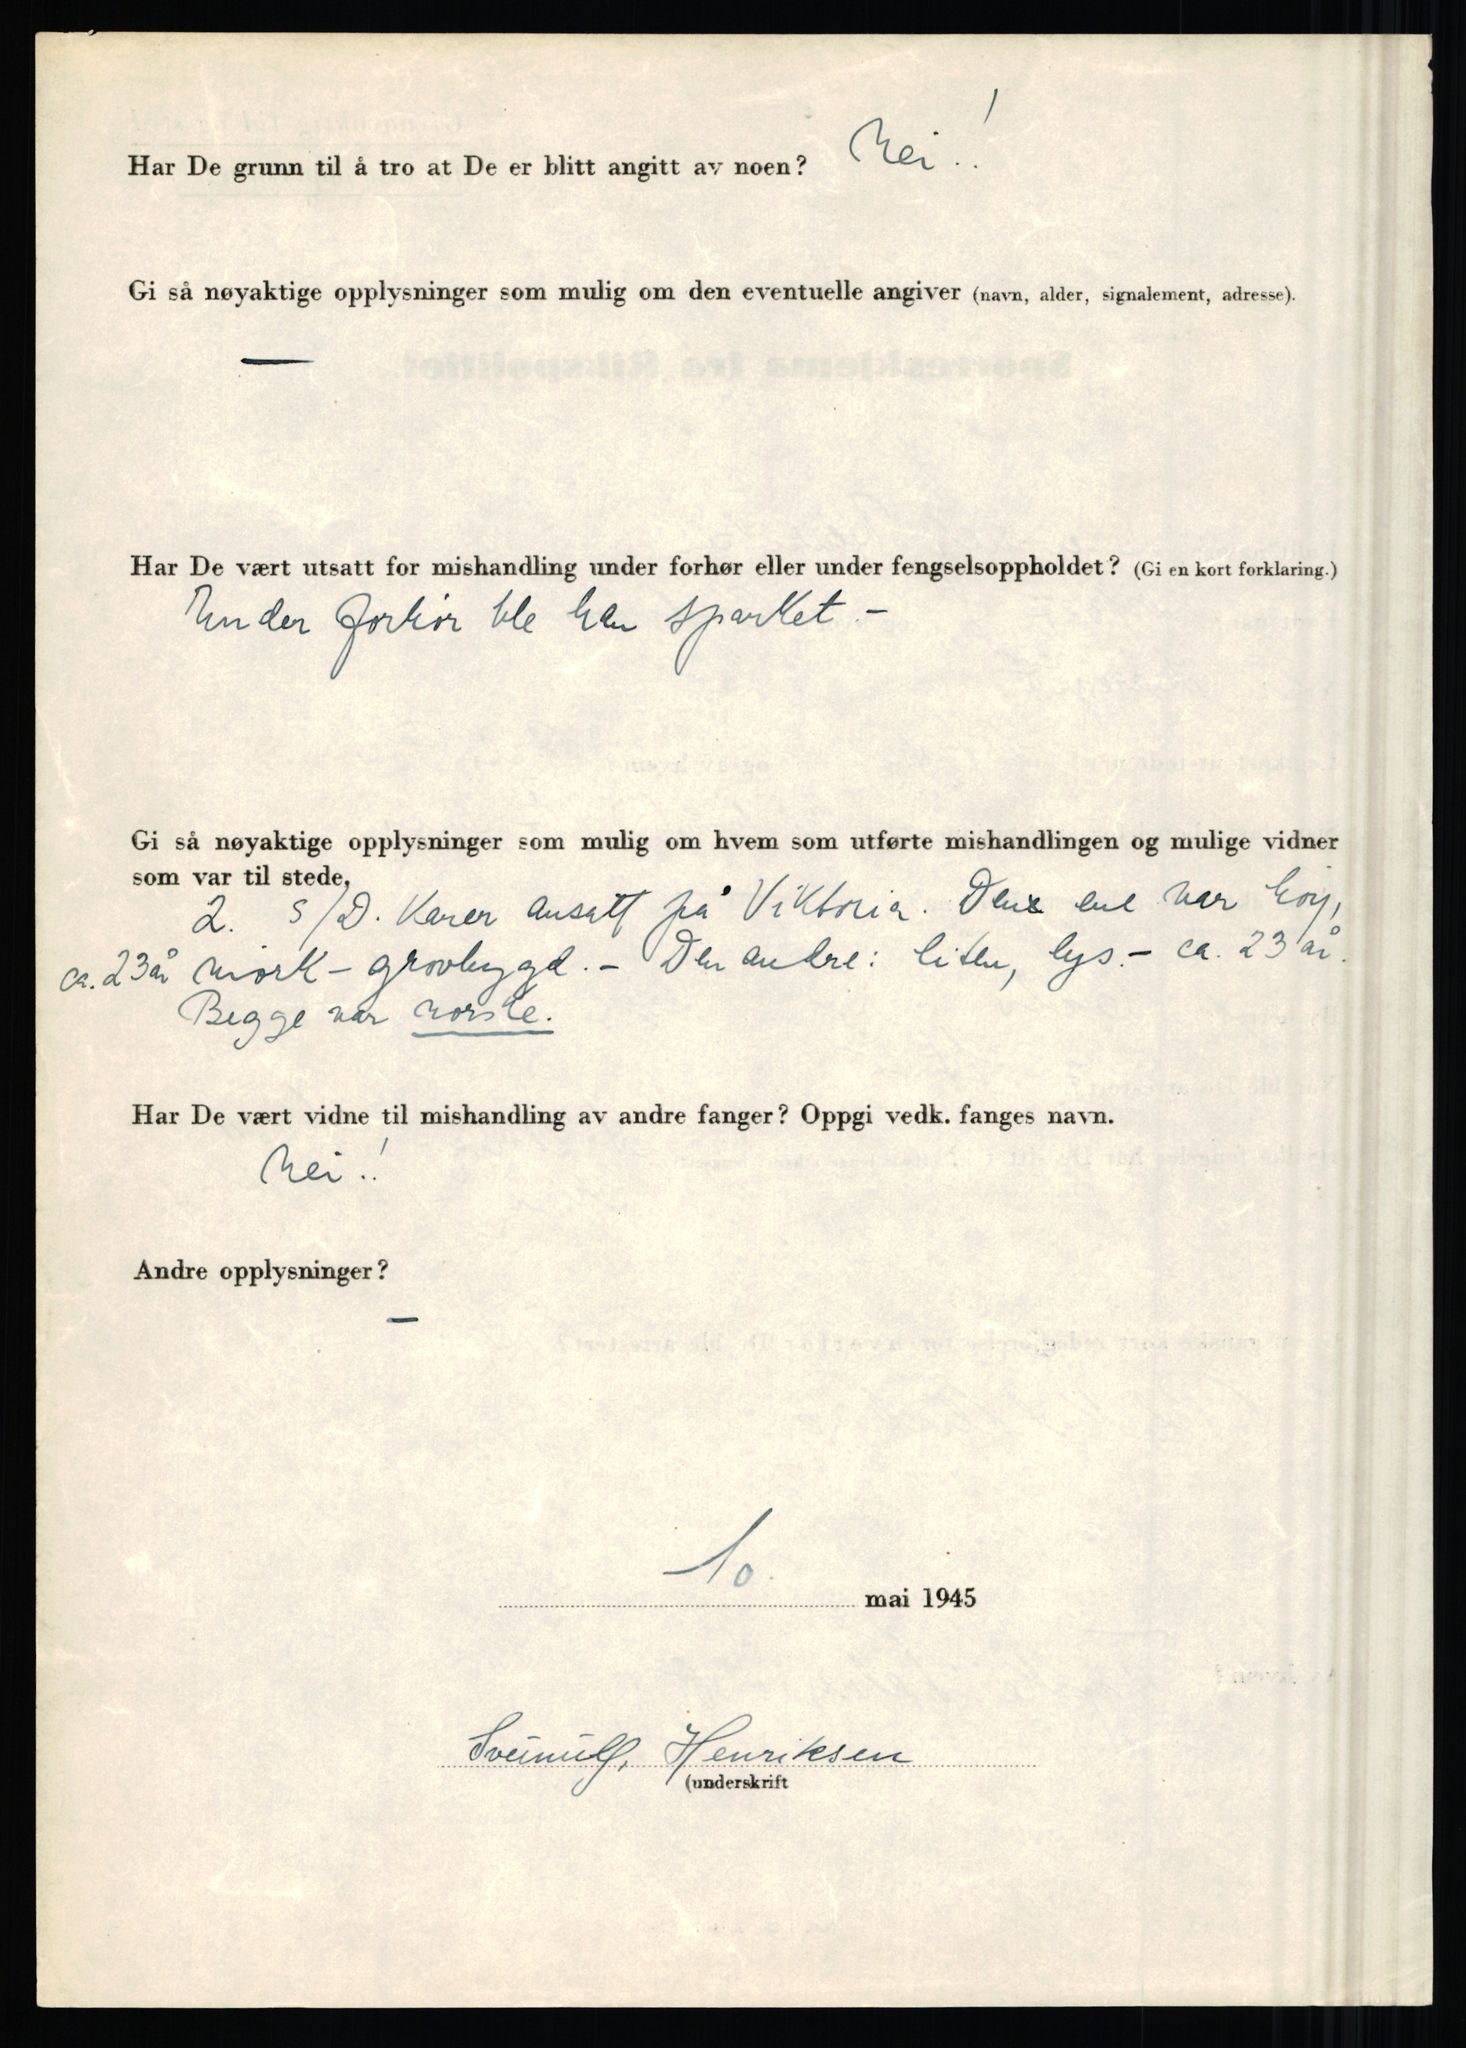 Har De grunn til å tro at De er blitt angitt av noen? Nei!
Gi så nøyaktige opplysninger som mulig om den eventuelle angiver (navn, alder, signalement, adresse).
—
Har De vært utsatt for mishandling under forhør eller under fengselsoppholdet? (Gi en kort forklaring.)
Under forhör ble han sparket. –
Gi så nøyaktige opplysninger som mulig om hvem som utførte mishandlingen og mulige vidner
som var til stede.
2. S/D. Karer ansatt på Viktoria. Den ene var höy,
ca. 23 år mörk – grovbygd. – Den andre: liten, lys. – ca. 23 år.
Begge var norske.
Har De vært vidne til mishandling av andre fanger? Oppgi vedk. fanges navn.
Nei!
Andre opplysninger?
—
10. mai 1945
Sveinulf Henriksen
(underskrift